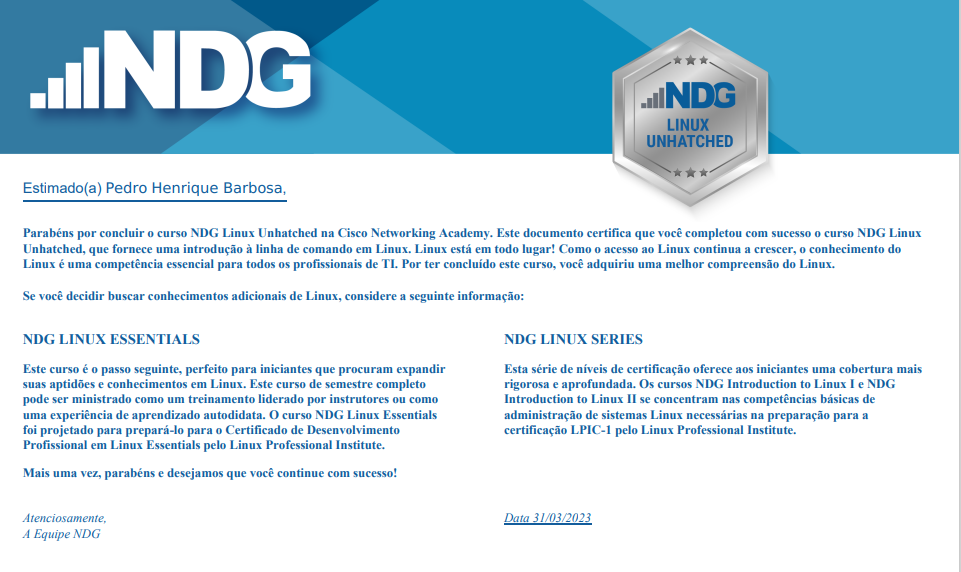 NDG
NDG
LINUX
UNHATCHED
Estimado(a) Pedro Henrique Barbosa,
Parabéns por concluir o curso NDG Linux Unhatched na Cisco Networking Academy. Este documento certifica que você completou com sucesso o curso NDG Linux
Unhatched, que fornece uma introdução à linha de comando em Linux. Linux está em todo lugar! Como o acesso ao Linux continua a crescer, o conhecimento do
Linux é uma competência essencial para todos os profissionais de TI. Por ter concluído este curso, você adquiriu uma melhor compreensão do Linux.
Se você decidir buscar conhecimentos adicionais de Linux, considere a seguinte informação:
NDG LINUX ESSENTIALS
Este curso é o passo seguinte, perfeito para iniciantes que procuram expandir
suas aptidões e conhecimentos em Linux. Este curso de semestre completo
pode ser ministrado como um treinamento liderado por instrutores ou como
uma experiência de aprendizado autodidata. O curso NDG Linux Essentials
foi projetado para prepará-lo para o Certificado de Desenvolvimento
Profissional em Linux Essentials pelo Linux Professional Institute.
Mais uma vez, parabéns e desejamos que você continue com sucesso!
NDG LINUX SERIES
Esta série de níveis de certificação oferece aos iniciantes uma cobertura mais
rigorosa e aprofundada. Os cursos NDG Introduction to Linux I e NDG
Introduction to Linux II se concentram nas competências básicas de
administração de sistemas Linux necessárias na preparação para a
certificação LPIC-1 pelo Linux Professional Institute.
Atenciosamente,
A Equipe NDG
Data 31/03/2023